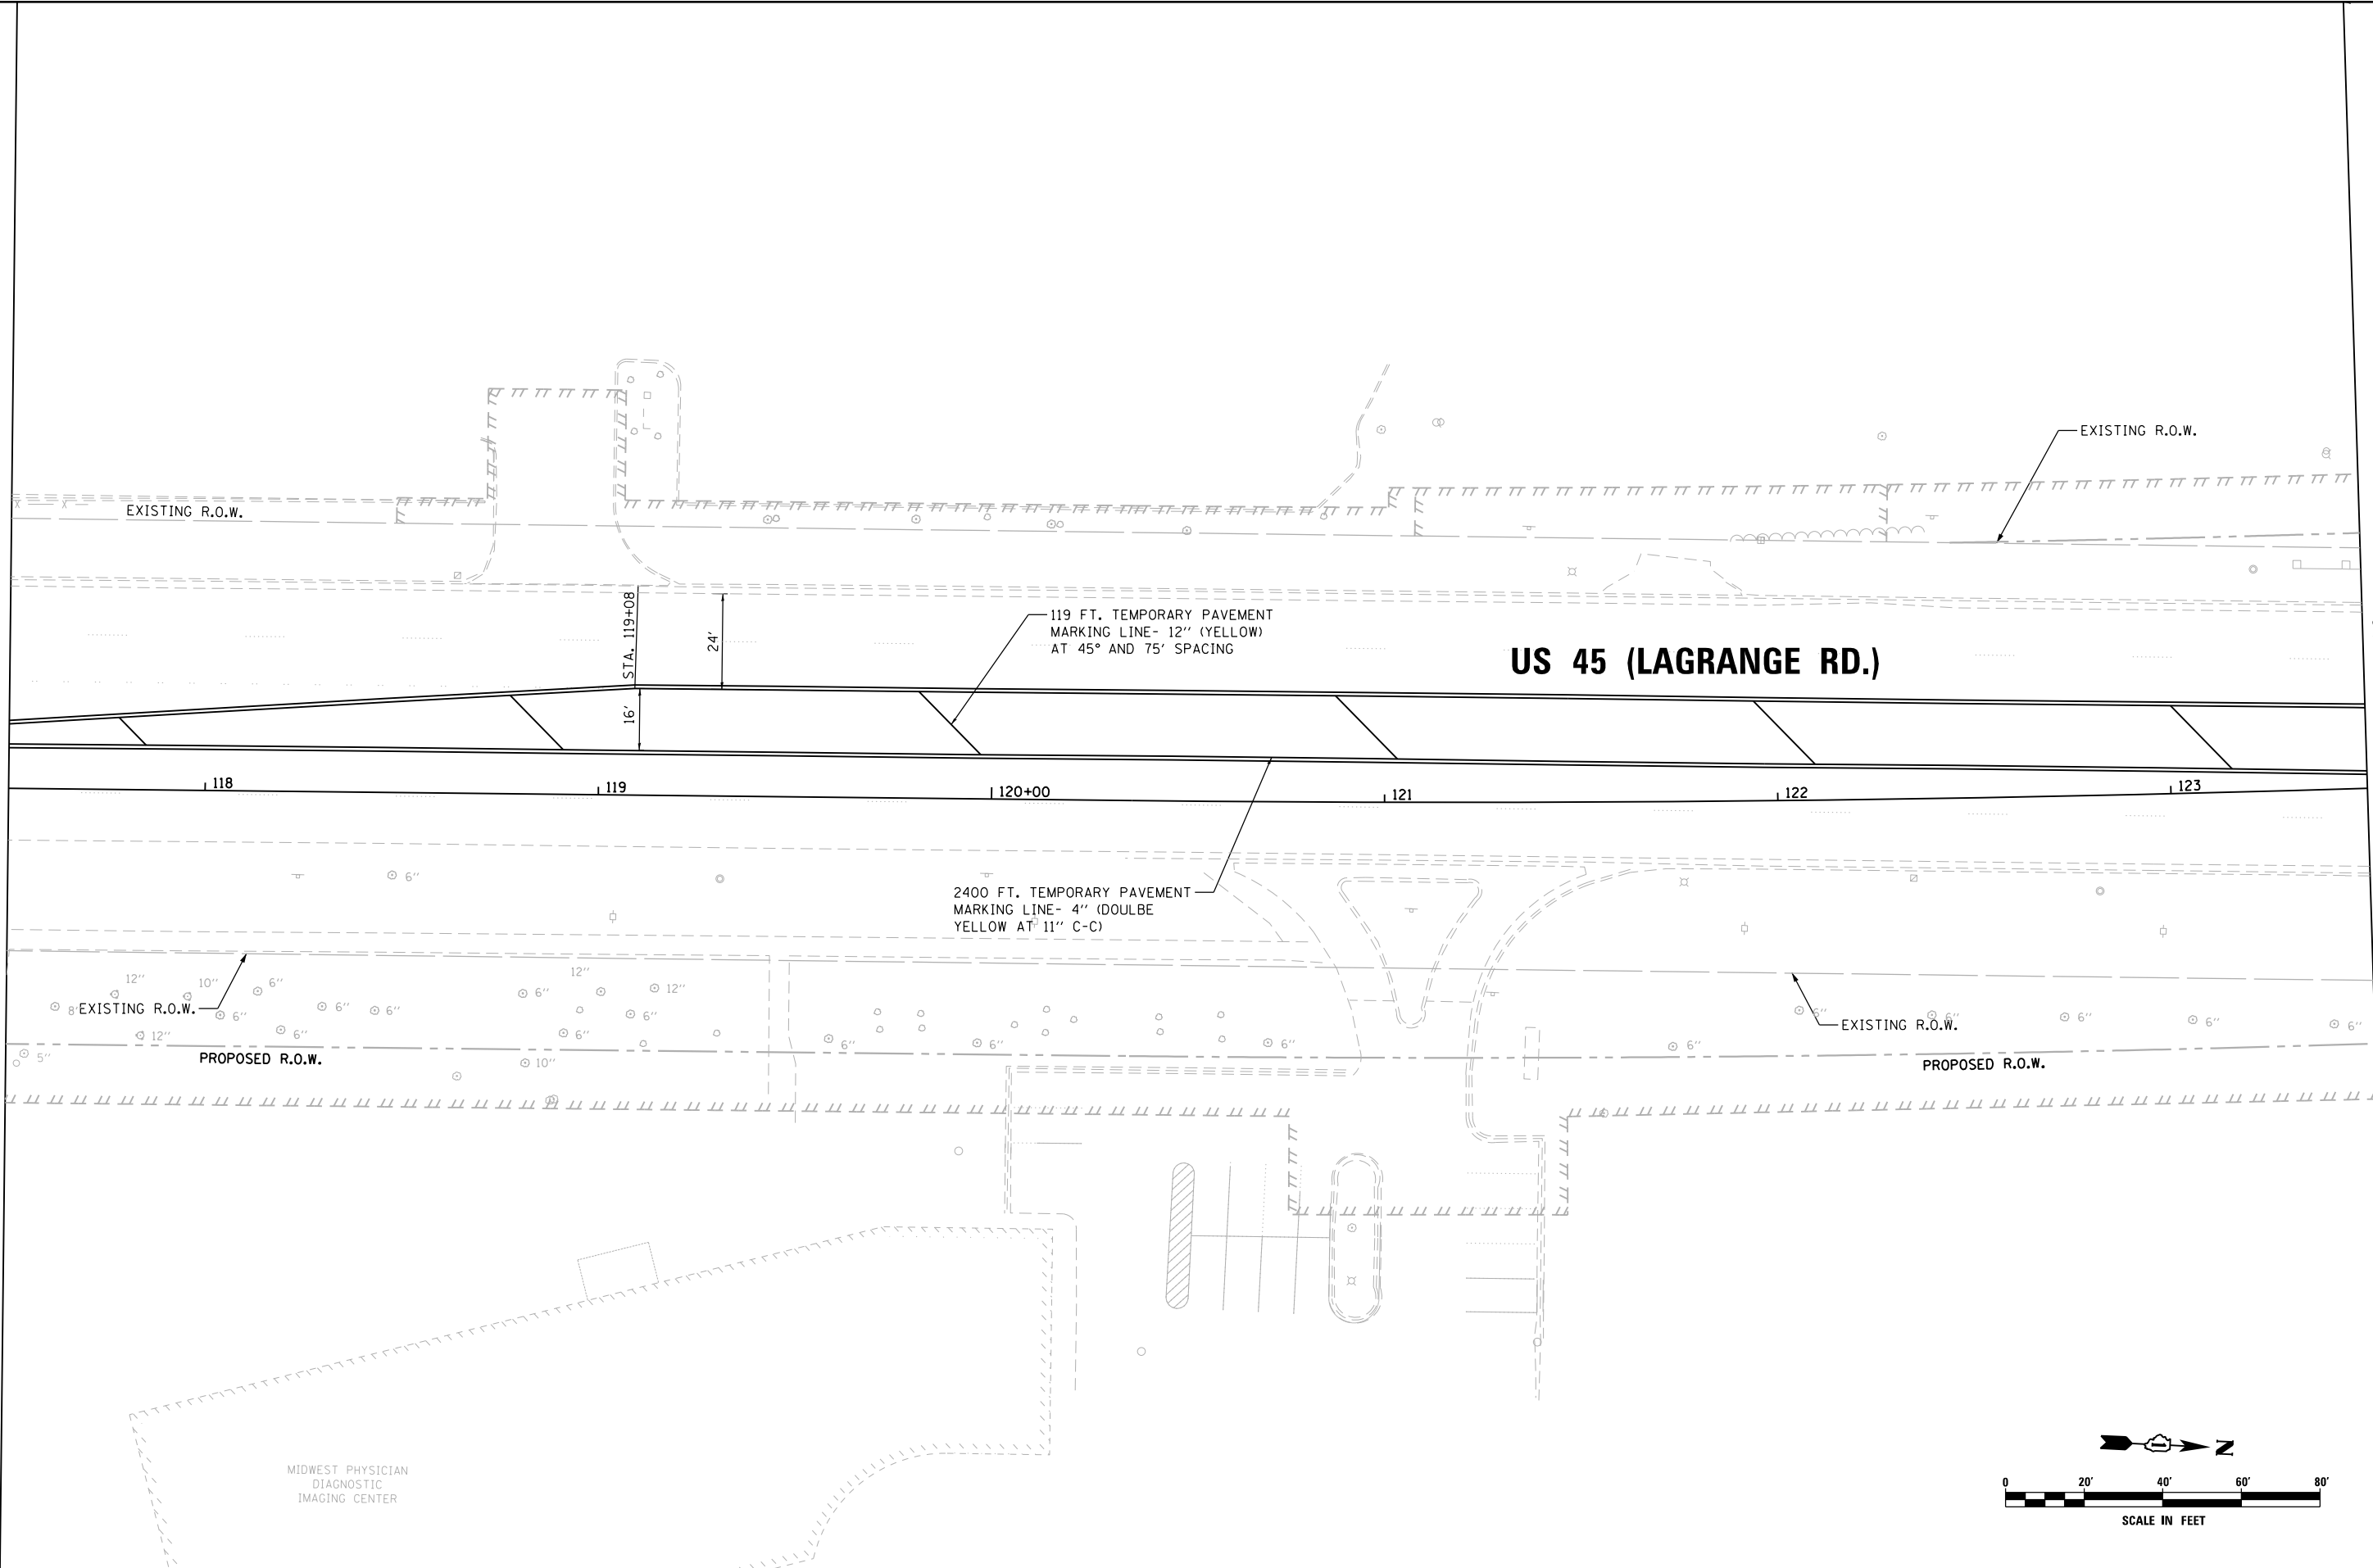 EXISTING R.O.W.
EXISTING R.O.W.
STA. 119+08
24'
16'
119 FT. TEMPORARY PAVEMENT
MARKING LINE- 12'' (YELLOW)
AT 45° AND 75' SPACING
US 45 (LAGRANGE RD.)
118
119
120+00
121
122
123
6''
2400 FT. TEMPORARY PAVEMENT
MARKING LINE- 4'' (DOULBE
YELLOW AT 11'' C-C)
12''
10''
6''
12''
6''
12''
8''
EXISTING R.O.W.
6''
6''
6''
6''
EXISTING R.O.W.
6''
6''
6''
6''
6''
12''
6''
6''
6''
6''
6''
6''
5''
10''
PROPOSED R.O.W.
PROPOSED R.O.W.
MIDWEST PHYSICIAN
DIAGNOSTIC
IMAGING CENTER
N
0 20' 40' 60' 80'
SCALE IN FEET